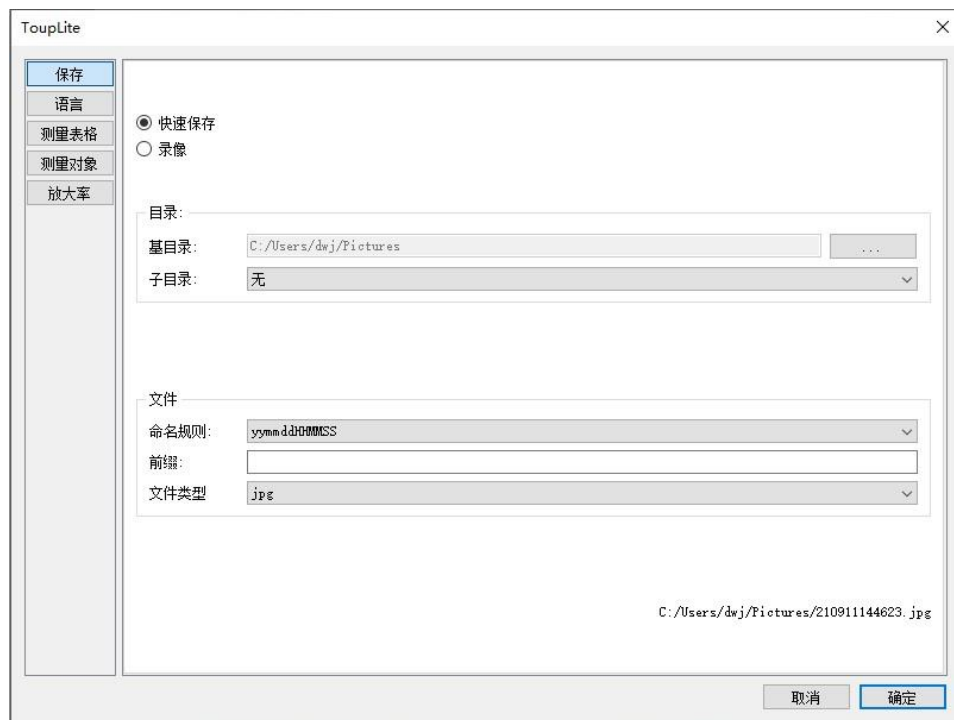 ToupLite
保存
语言
测量表格
测量对象
放大率
快速保存
录像
目录:
基目录: C:/Users/dwj/Pictures ...
子目录: 无
文件
命名规则: yymmddHHMMSS
前缀:
文件类型 jpg
C:/Users/dwj/Pictures/210911144623.jpg
取消 确定